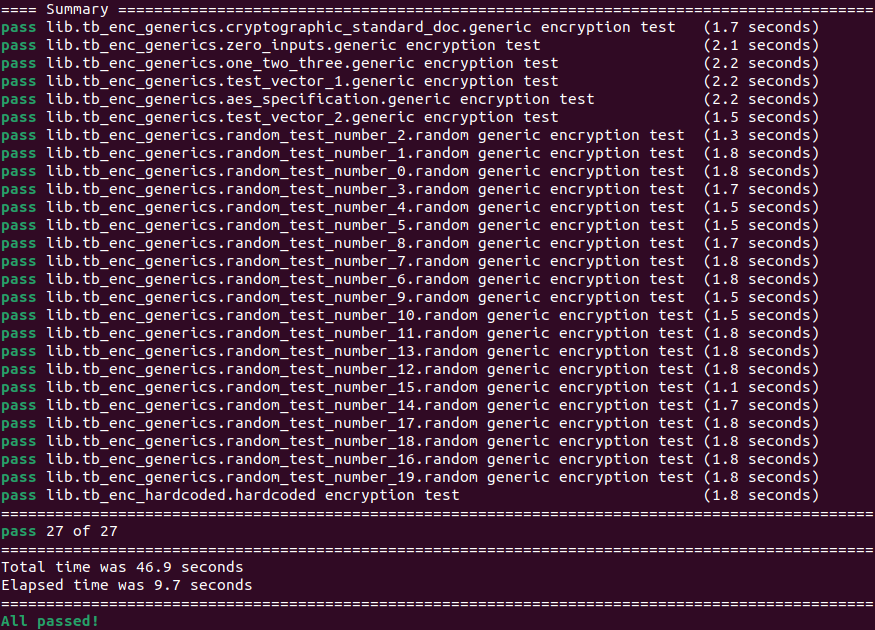 ==== Summary =====================================================================================
pass lib.tb_enc_generics.cryptographic_standard_doc.generic encryption test   (1.7 seconds)
pass lib.tb_enc_generics.zero_inputs.generic encryption test                  (2.1 seconds)
pass lib.tb_enc_generics.one_two_three.generic encryption test                (2.2 seconds)
pass lib.tb_enc_generics.test_vector_1.generic encryption test                (2.2 seconds)
pass lib.tb_enc_generics.aes_specification.generic encryption test            (2.2 seconds)
pass lib.tb_enc_generics.test_vector_2.generic encryption test                (1.5 seconds)
pass lib.tb_enc_generics.random_test_number_2.random generic encryption test  (1.3 seconds)
pass lib.tb_enc_generics.random_test_number_1.random generic encryption test  (1.8 seconds)
pass lib.tb_enc_generics.random_test_number_0.random generic encryption test  (1.8 seconds)
pass lib.tb_enc_generics.random_test_number_3.random generic encryption test  (1.7 seconds)
pass lib.tb_enc_generics.random_test_number_4.random generic encryption test  (1.5 seconds)
pass lib.tb_enc_generics.random_test_number_5.random generic encryption test  (1.5 seconds)
pass lib.tb_enc_generics.random_test_number_8.random generic encryption test  (1.7 seconds)
pass lib.tb_enc_generics.random_test_number_7.random generic encryption test  (1.8 seconds)
pass lib.tb_enc_generics.random_test_number_6.random generic encryption test  (1.8 seconds)
pass lib.tb_enc_generics.random_test_number_9.random generic encryption test  (1.5 seconds)
pass lib.tb_enc_generics.random_test_number_10.random generic encryption test (1.5 seconds)
pass lib.tb_enc_generics.random_test_number_11.random generic encryption test (1.8 seconds)
pass lib.tb_enc_generics.random_test_number_13.random generic encryption test (1.8 seconds)
pass lib.tb_enc_generics.random_test_number_12.random generic encryption test (1.8 seconds)
pass lib.tb_enc_generics.random_test_number_15.random generic encryption test (1.1 seconds)
pass lib.tb_enc_generics.random_test_number_14.random generic encryption test (1.7 seconds)
pass lib.tb_enc_generics.random_test_number_17.random generic encryption test (1.8 seconds)
pass lib.tb_enc_generics.random_test_number_18.random generic encryption test (1.8 seconds)
pass lib.tb_enc_generics.random_test_number_16.random generic encryption test (1.8 seconds)
pass lib.tb_enc_generics.random_test_number_19.random generic encryption test (1.8 seconds)
pass lib.tb_enc_hardcoded.hardcoded encryption test                           (1.8 seconds)
=================================================================================================
pass 27 of 27
=================================================================================================
Total time was 46.9 seconds
Elapsed time was 9.7 seconds
=================================================================================================
All passed!